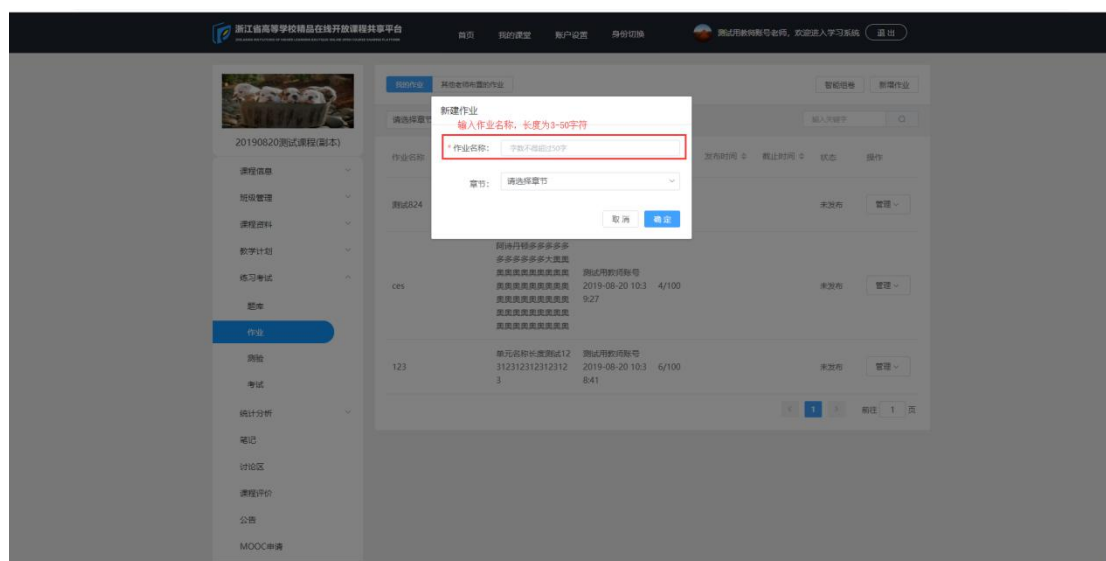 浙江省高等学校精品在线开放课程共享平台
首页 我的课堂 账户设置 身份切换
测试用教师账号老师，欢迎进入学习系统 退出
20190820测试课程(副本)
课程信息
班级管理
课程资料
教学计划
练习考试
题库
作业
测验
考试
统计分析
笔记
讨论区
课程评价
公告
MOOC申请
我的作业 其他老师布置的作业 智能组卷 新增作业
请选择章节
输入关键字
新建作业
输入作业名称，长度为3-50字符
* 作业名称： 字数不能超过50字
章节： 请选择章节
取消 确定
作业名称 发布时间 截止时间 状态 操作
测试824 未发布 管理
ces
阿诗丹顿多多多多多
多多多多多多大奥奥
奥奥奥奥奥奥奥奥奥
奥奥奥奥奥奥奥奥奥
奥奥奥奥奥奥奥奥奥
奥奥奥奥奥奥奥奥奥
奥奥奥奥奥奥奥奥奥
测试用教师账号
2019-08-20 10:3
9:27
4/100 未发布 管理
123
单元名称长度测试12
312312312312312
3
测试用教师账号
2019-08-20 10:3
8:41
6/100 未发布 管理
1 前往 1 页